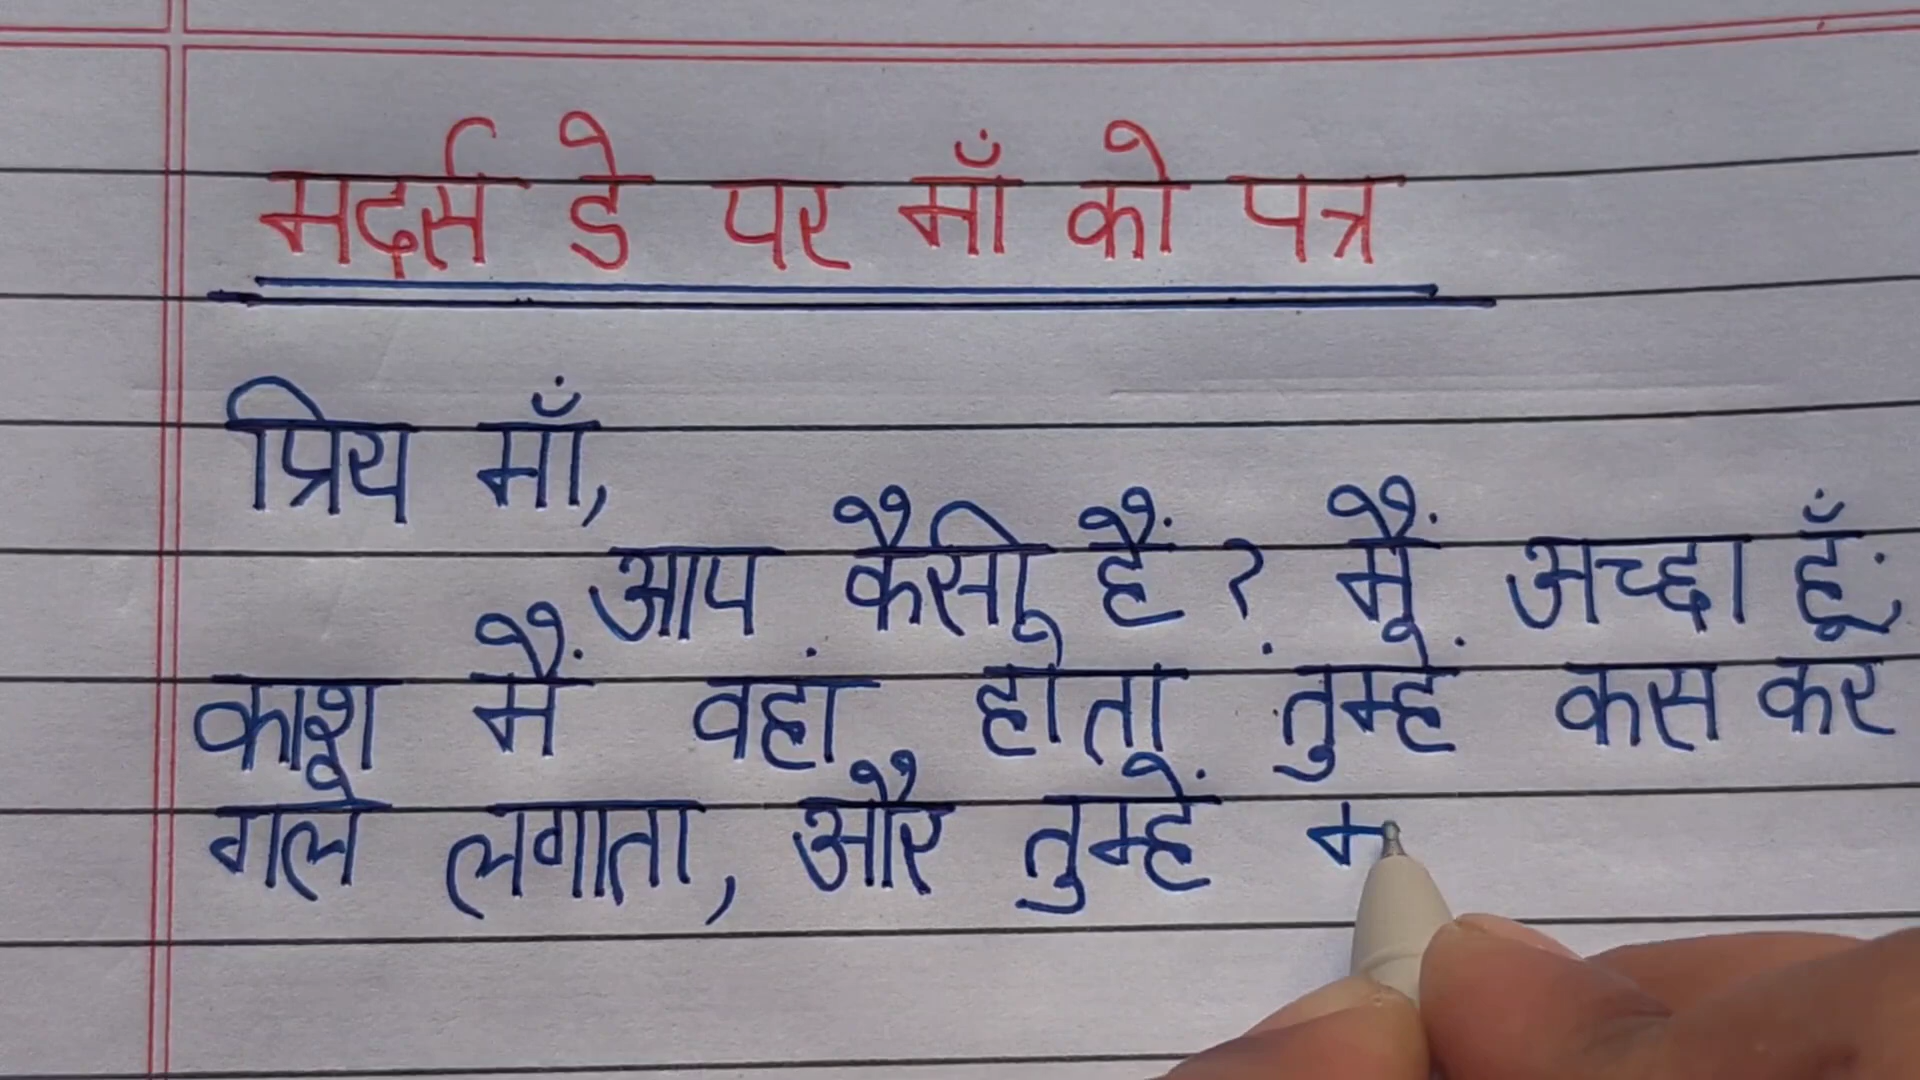 मदर्स डे पर माँ को पत्र
प्रिय माँ,
आप कैसी हैं? मैं अच्छा हूँ;
काश मैं वहां होता तुम्हें कस कर
गले लगाता, और तुम्हें